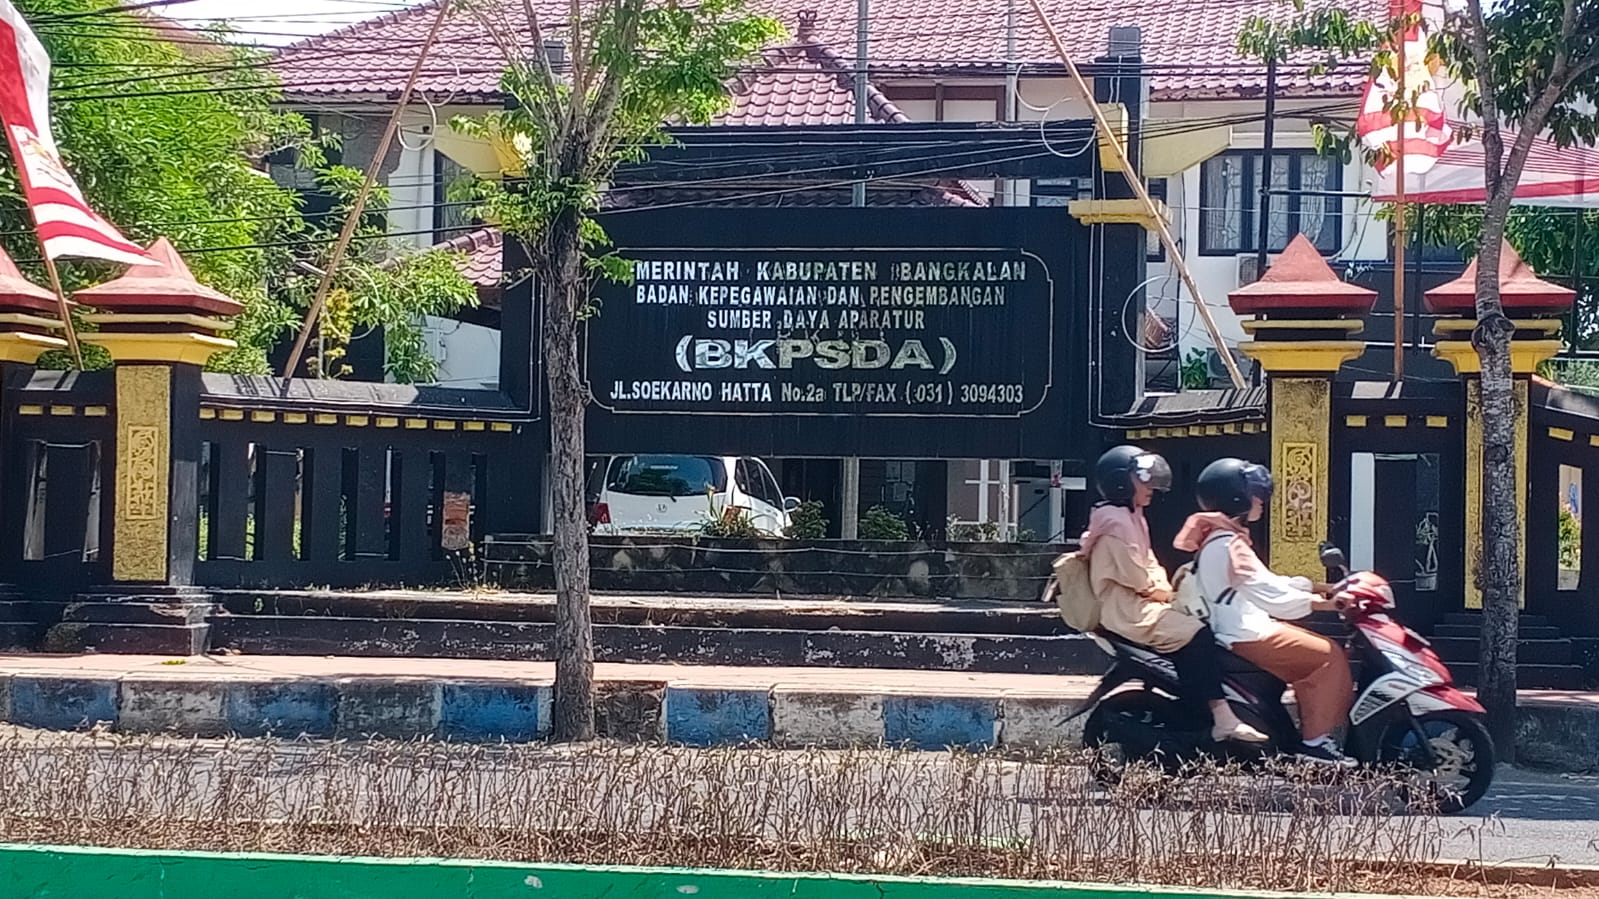 PEMERINTAH KABUPATEN BANGKALAN
BADAN KEPEGAWAIAN DAN PENGEMBANGAN
SUMBER DAYA APARATUR
(BKPSDA)
JL.SOEKARNO HATTA No.2a TLP/FAX (031) 3094303